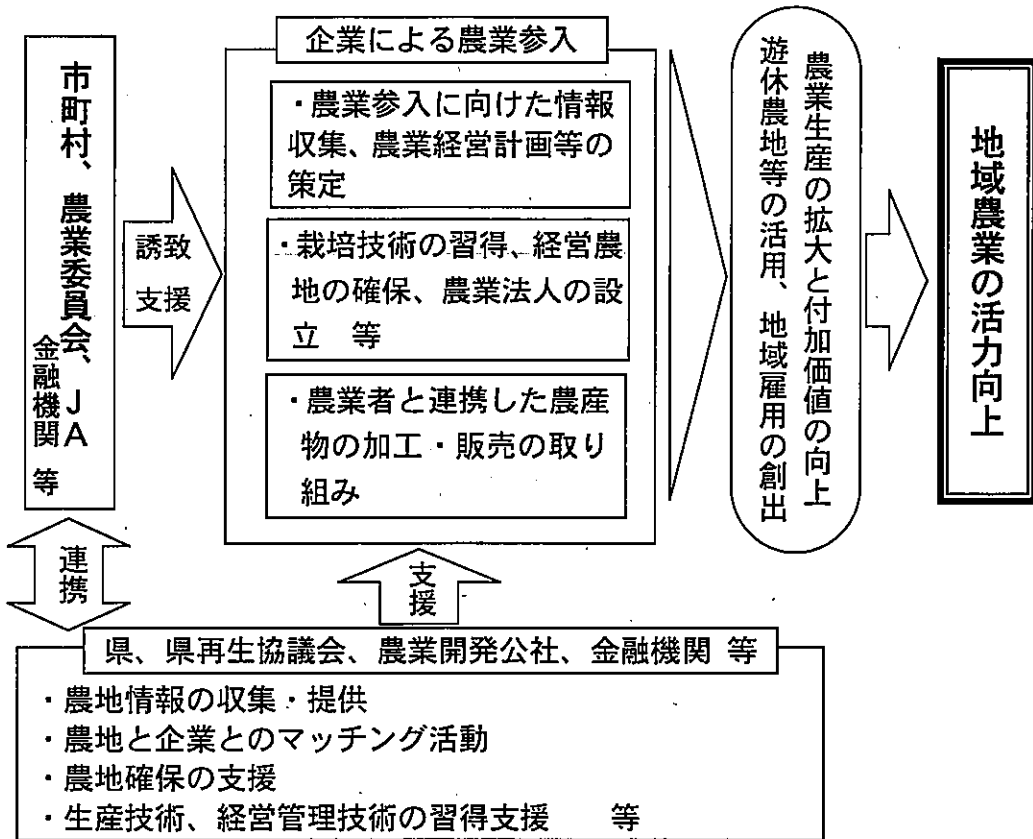 市町村、農業委員会、JA
金融機関 等
誘致
支援
企業による農業参入
・農業参入に向けた情報
収集、農業経営計画等の
策定
・栽培技術の習得、経営農
地の確保、農業法人の設
立 等
・農業者と連携した農産
物の加工・販売の取り
組み
農業生産の拡大と付加価値の向上
遊休農地等の活用、地域雇用の創出
地域農業の活力向上
連携
支援
県、県再生協議会、農業開発公社、金融機関 等
・農地情報の収集・提供
・農地と企業とのマッチング活動
・農地確保の支援
・生産技術、経営管理技術の習得支援 等